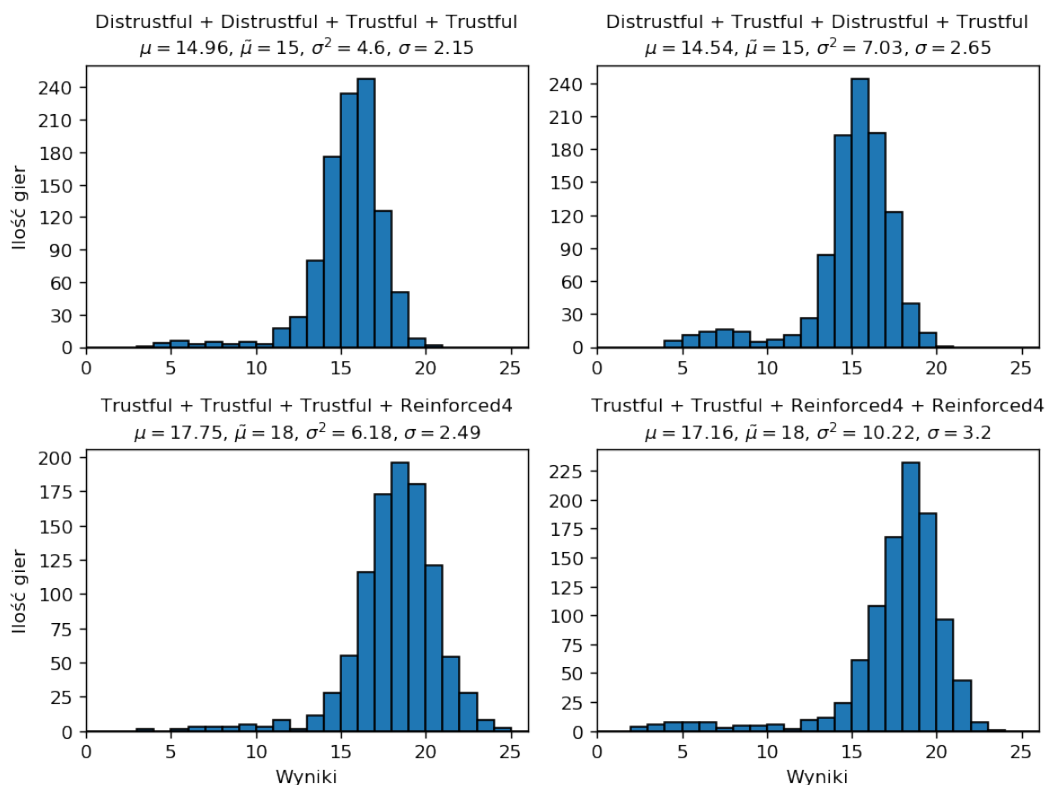 Distrustful + Distrustful + Trustful + Trustful
μ = 14.96, μ̃ = 15, σ² = 4.6, σ = 2.15
240
210
180
150
120
90
60
30
0
Ilość gier
0 5 10 15 20 25
Distrustful + Trustful + Distrustful + Trustful
μ = 14.54, μ̃ = 15, σ² = 7.03, σ = 2.65
240
210
180
150
120
90
60
30
0
0 5 10 15 20 25
Trustful + Trustful + Trustful + Reinforced4
μ = 17.75, μ̃ = 18, σ² = 6.18, σ = 2.49
200
175
150
125
100
75
50
25
0
Ilość gier
0 5 10 15 20 25
Wyniki
Trustful + Trustful + Reinforced4 + Reinforced4
μ = 17.16, μ̃ = 18, σ² = 10.22, σ = 3.2
225
200
175
150
125
100
75
50
25
0
0 5 10 15 20 25
Wyniki